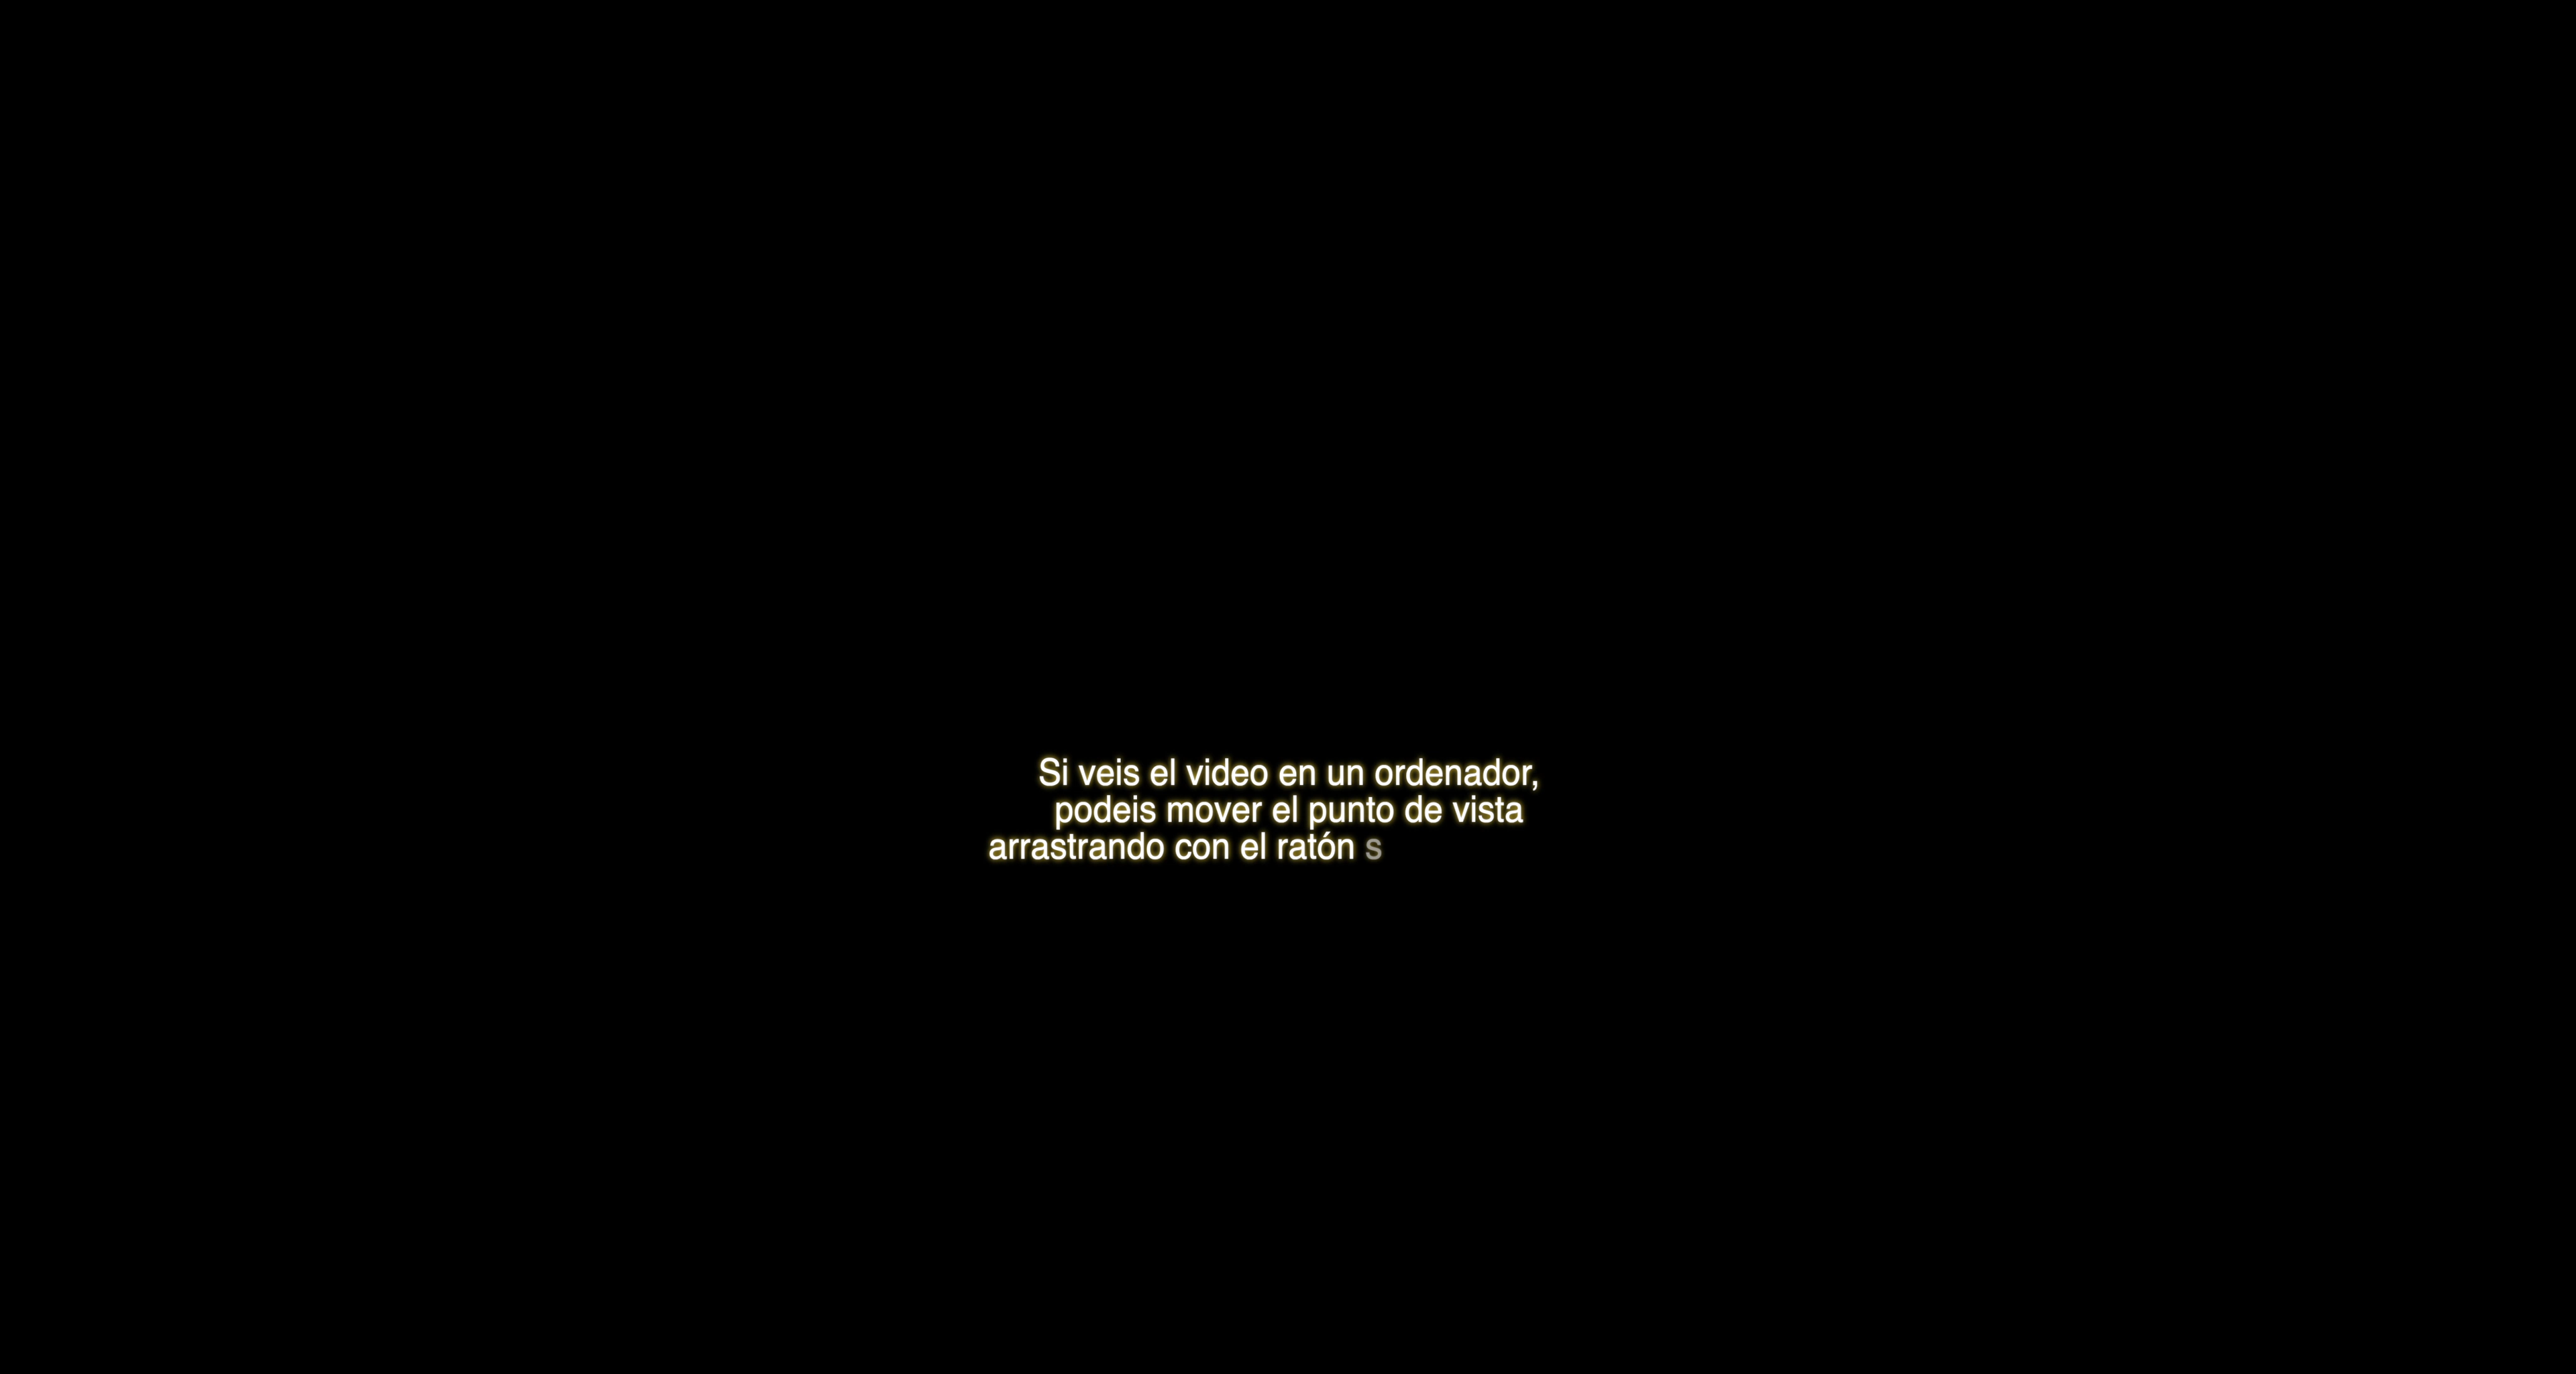 Si veis el video en un ordenador,
podeis mover el punto de vista
arrastrando con el ratón s